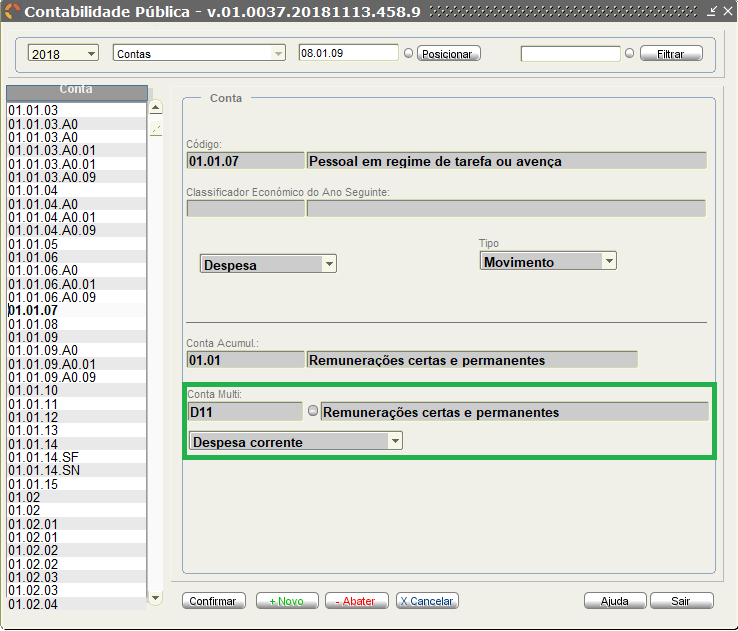 Contabilidade Pública - v.01.0037.20181113.458.9
2018 Contas 08.01.09 Posicionar Filtrar
Conta
01.01.03
01.01.03.A0
01.01.03.A0
01.01.03.A0.01
01.01.03.A0.01
01.01.03.A0.09
01.01.04
01.01.04.A0
01.01.04.A0.01
01.01.04.A0.09
01.01.05
01.01.06
01.01.06.A0
01.01.06.A0.01
01.01.06.A0.09
01.01.07
01.01.08
01.01.09
01.01.09.A0
01.01.09.A0.01
01.01.09.A0.09
01.01.10
01.01.11
01.01.12
01.01.13
01.01.14
01.01.14.SF
01.01.14.SN
01.01.15
01.02
01.02
01.02.01
01.02.01
01.02.02
01.02.02
01.02.03
01.02.03
01.02.04
Conta
Código:
01.01.07 Pessoal em regime de tarefa ou avença
Classificador Económico do Ano Seguinte:
Tipo
Despesa Movimento
Conta Acumul.:
01.01 Remunerações certas e permanentes
Conta Multi:
D11 Remunerações certas e permanentes
Despesa corrente
Confirmar + Novo - Abater X Cancelar Ajuda Sair